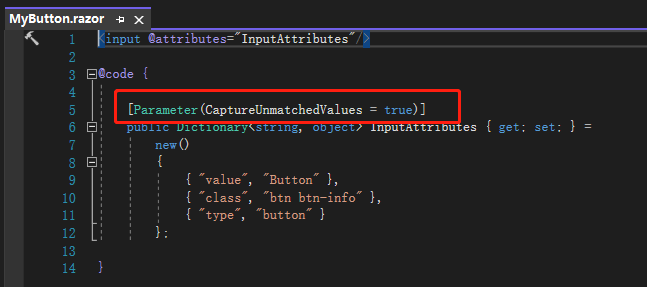 MyButton.razor
1 <input @attributes="InputAttributes"/>
2
3 @code {
4
5 [Parameter(CaptureUnmatchedValues = true)]
6 public Dictionary<string, object> InputAttributes { get; set; } =
7 new()
8 {
9 { "value", "Button" },
10 { "class", "btn btn-info" },
11 { "type", "button" }
12 };
13
14 }